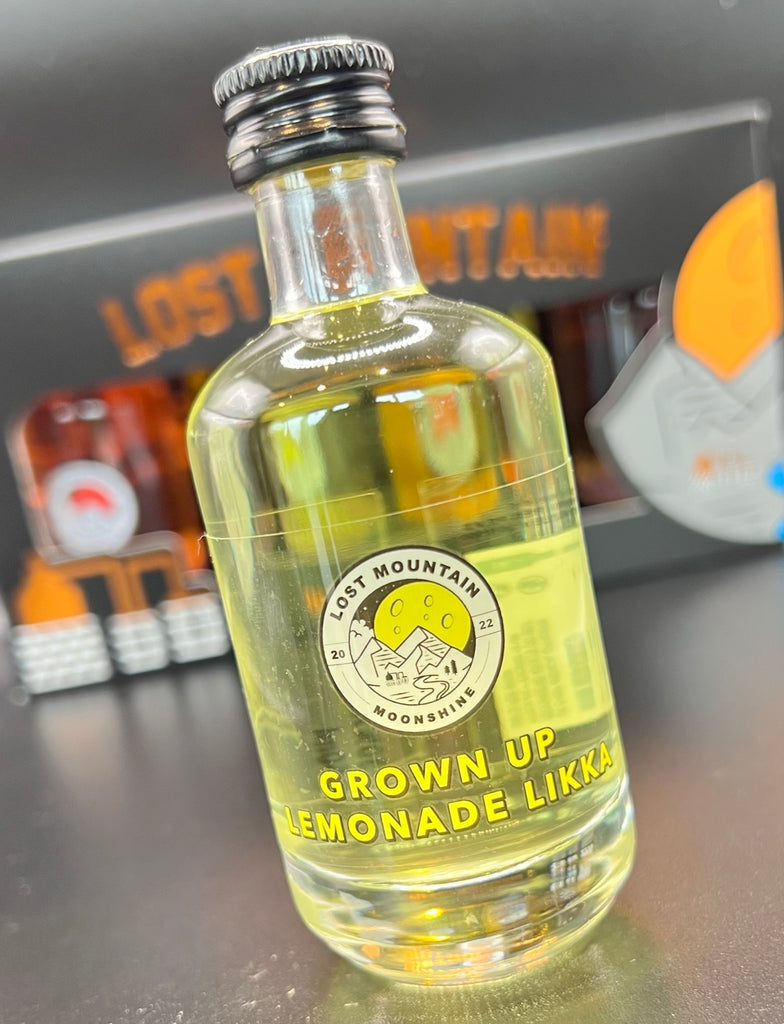 LOST MOUNTAIN
LOST MOUNTAIN
20 22
MOONSHINE
GROWN UP
LEMONADE LIKKA